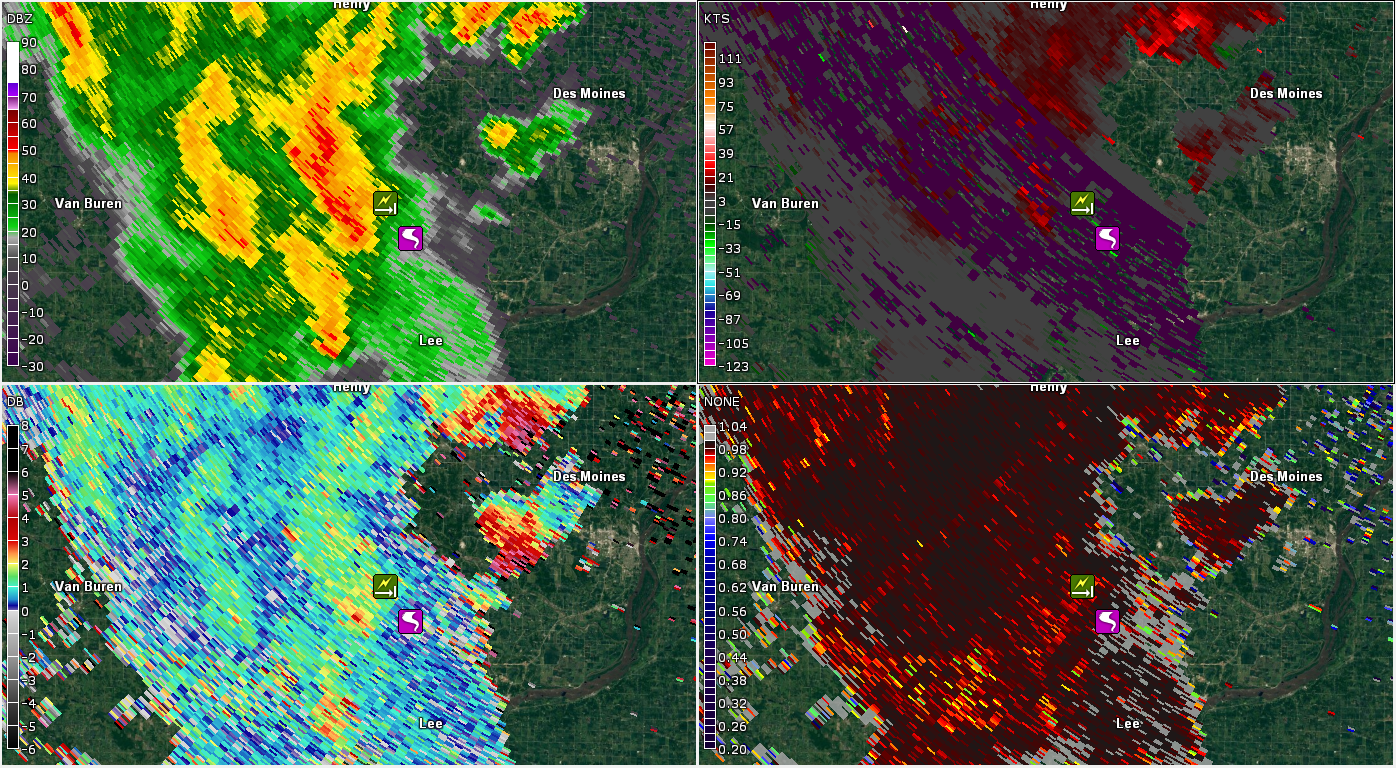 Henry
DBZ
90
80
70
60
50
40
30
20
10
0
-10
-20
-30
Des Moines
Van Buren
Lee
Henry
KTS
111
93
75
57
39
21
3
-15
-33
-51
-69
-87
-105
-123
Des Moines
Van Buren
Lee
Henry
DB
8
7
6
5
4
3
2
1
0
-1
-2
-3
-4
-5
-6
Des Moines
Van Buren
Lee
Henry
NONE
1.04
0.98
0.92
0.86
0.80
0.74
0.68
0.62
0.56
0.50
0.44
0.38
0.32
0.26
0.20
Des Moines
Van Buren
Lee